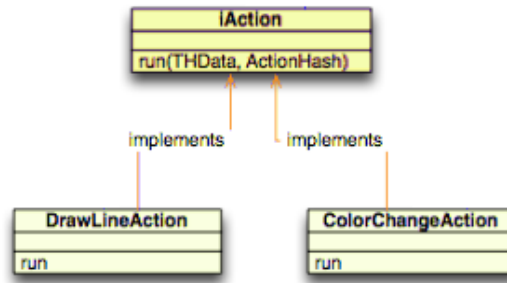 iAction
run(THData, ActionHash)
implements
implements
DrawLineAction
ColorChangeAction
run
run